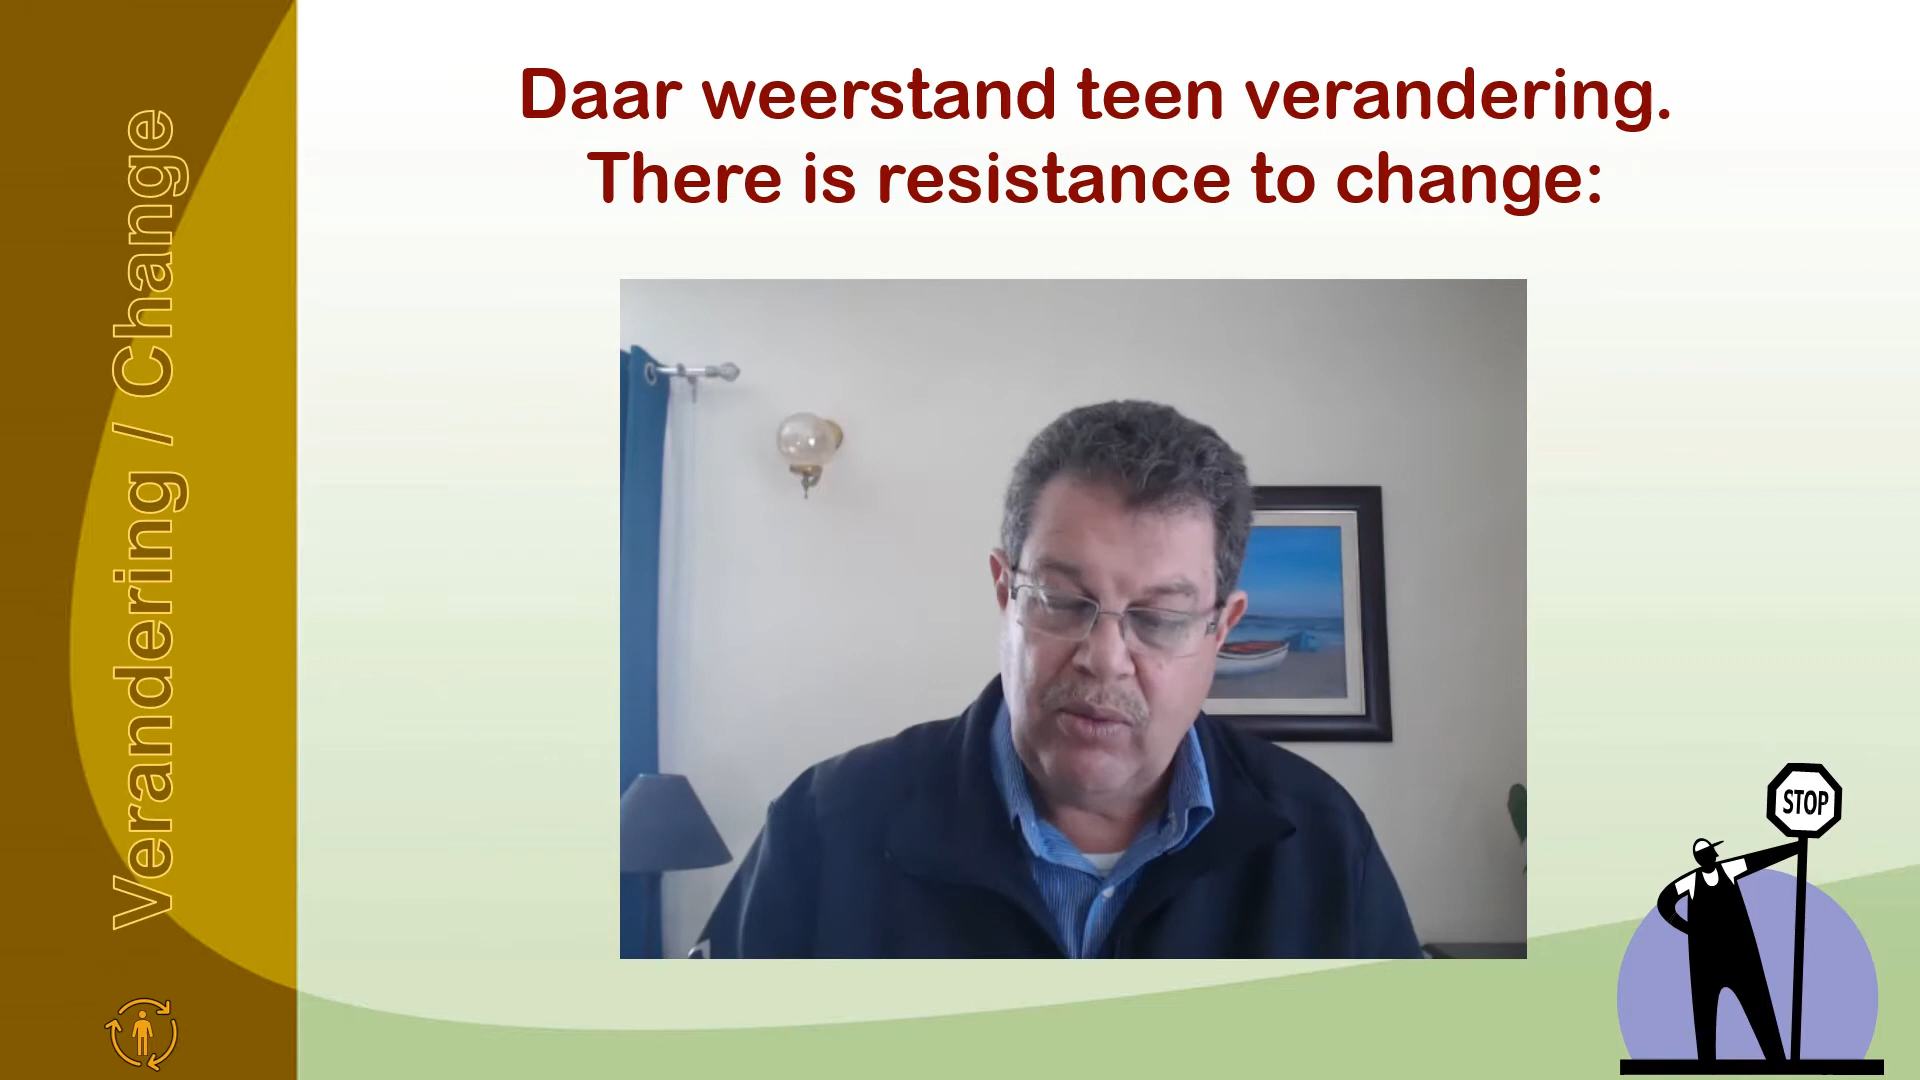 Daar weerstand teen verandering.
There is resistance to change:
Verandering / Change
STOP